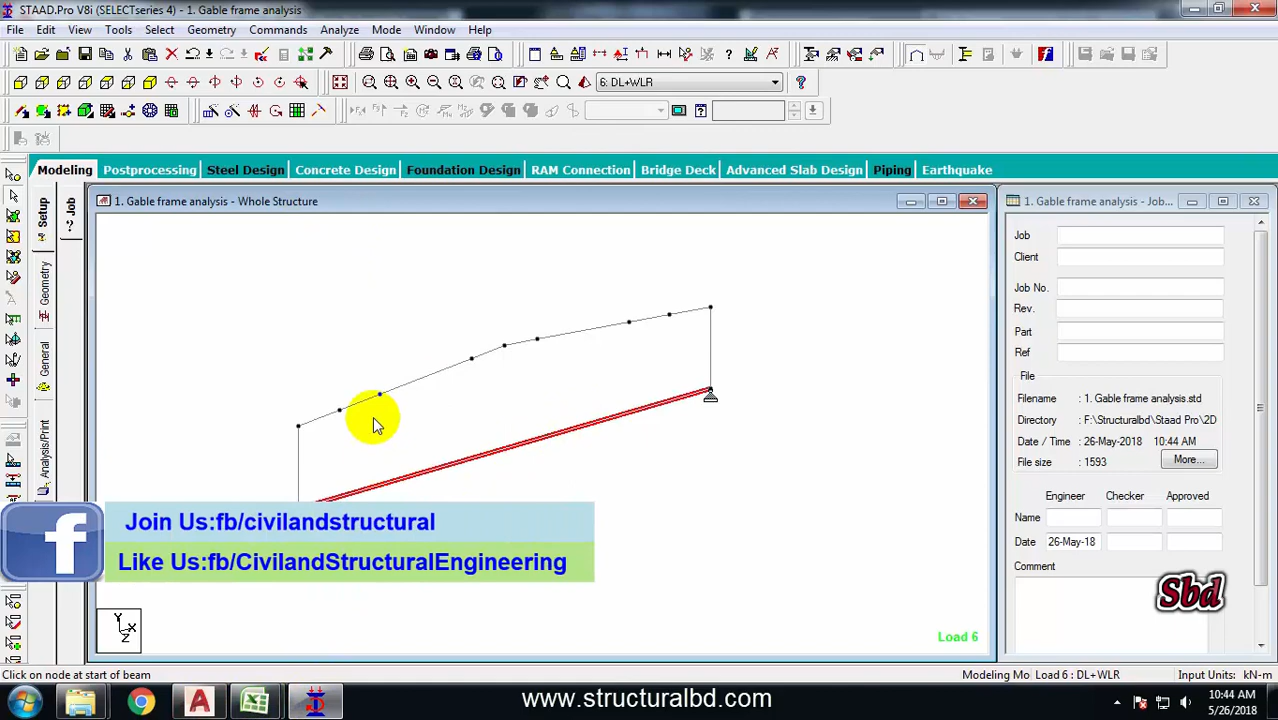 STAAD.Pro V8i (SELECTseries 4) - 1. Gable frame analysis
File Edit View Tools Select Geometry Commands Analyze Mode Window Help
6: DL+WLR
Modeling Postprocessing Steel Design Concrete Design Foundation Design RAM Connection Bridge Deck Advanced Slab Design Piping Earthquake
1. Gable frame analysis - Whole Structure
1. Gable frame analysis - Job...
Setup
Job
Geometry
General
Analysis/Print
Job
Client
Job No.
Rev.
Part
Ref
File
Filename : 1. Gable frame analysis.std
Directory : F:\Structuralbd\Staad Pro\2D
Date / Time : 26-May-2018 10:44 AM
File size : 1593 More...
Engineer Checker Approved
Name
Date 26-May-18
Comment
Join Us:fb/civilandstructural
Like Us:fb/CivilandStructuralEngineering
Sbd
Y
X
Z
Load 6
Click on node at start of beam
Modeling Mo Load 6 : DL+WLR Input Units: kN-m
www.structuralbd.com
10:44 AM
5/26/2018